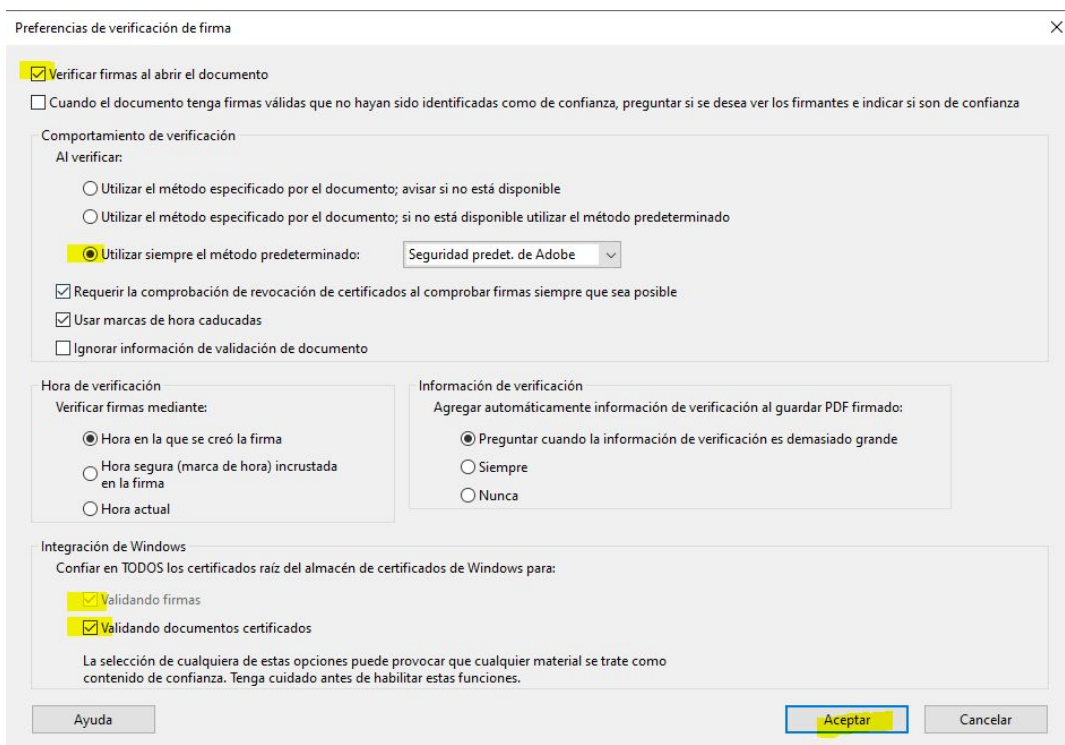 Preferencias de verificación de firma
Verificar firmas al abrir el documento
Cuando el documento tenga firmas válidas que no hayan sido identificadas como de confianza, preguntar si se desea ver los firmantes e indicar si son de confianza
Comportamiento de verificación
Al verificar:
Utilizar el método especificado por el documento; avisar si no está disponible
Utilizar el método especificado por el documento; si no está disponible utilizar el método predeterminado
Utilizar siempre el método predeterminado: Seguridad predet. de Adobe
Requerir la comprobación de revocación de certificados al comprobar firmas siempre que sea posible
Usar marcas de hora caducadas
Ignorar información de validación de documento
Hora de verificación
Verificar firmas mediante:
Hora en la que se creó la firma
Hora segura (marca de hora) incrustada
en la firma
Hora actual
Información de verificación
Agregar automáticamente información de verificación al guardar PDF firmado:
Preguntar cuando la información de verificación es demasiado grande
Siempre
Nunca
Integración de Windows
Confiar en TODOS los certificados raíz del almacén de certificados de Windows para:
Validando firmas
Validando documentos certificados
La selección de cualquiera de estas opciones puede provocar que cualquier material se trate como
contenido de confianza. Tenga cuidado antes de habilitar estas funciones.
Ayuda
Aceptar
Cancelar